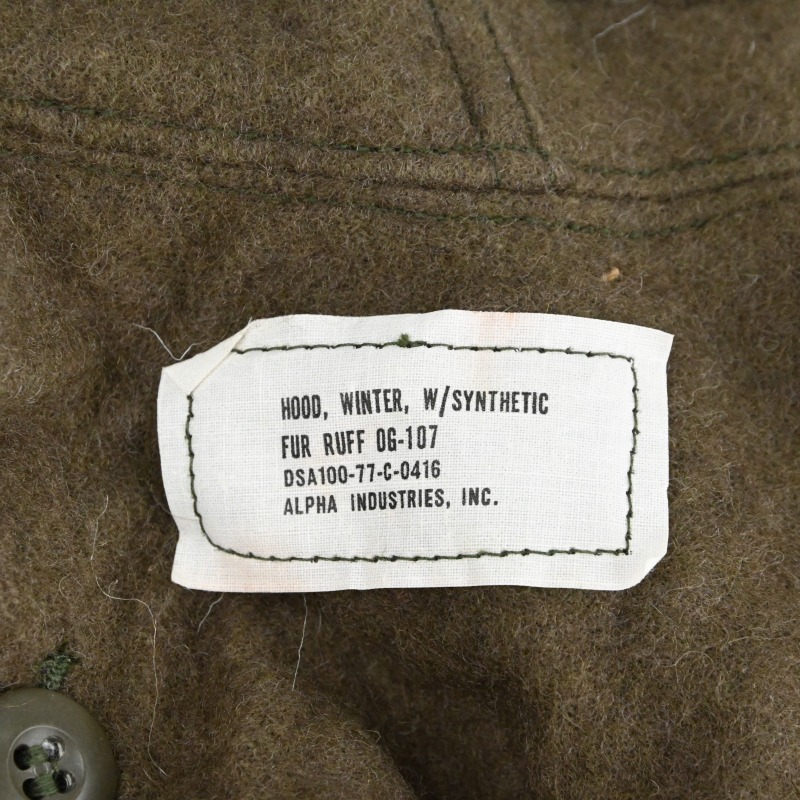 HOOD, WINTER, W/SYNTHETIC
FUR RUFF OG-107
DSA100-77-C-0416
ALPHA INDUSTRIES, INC.